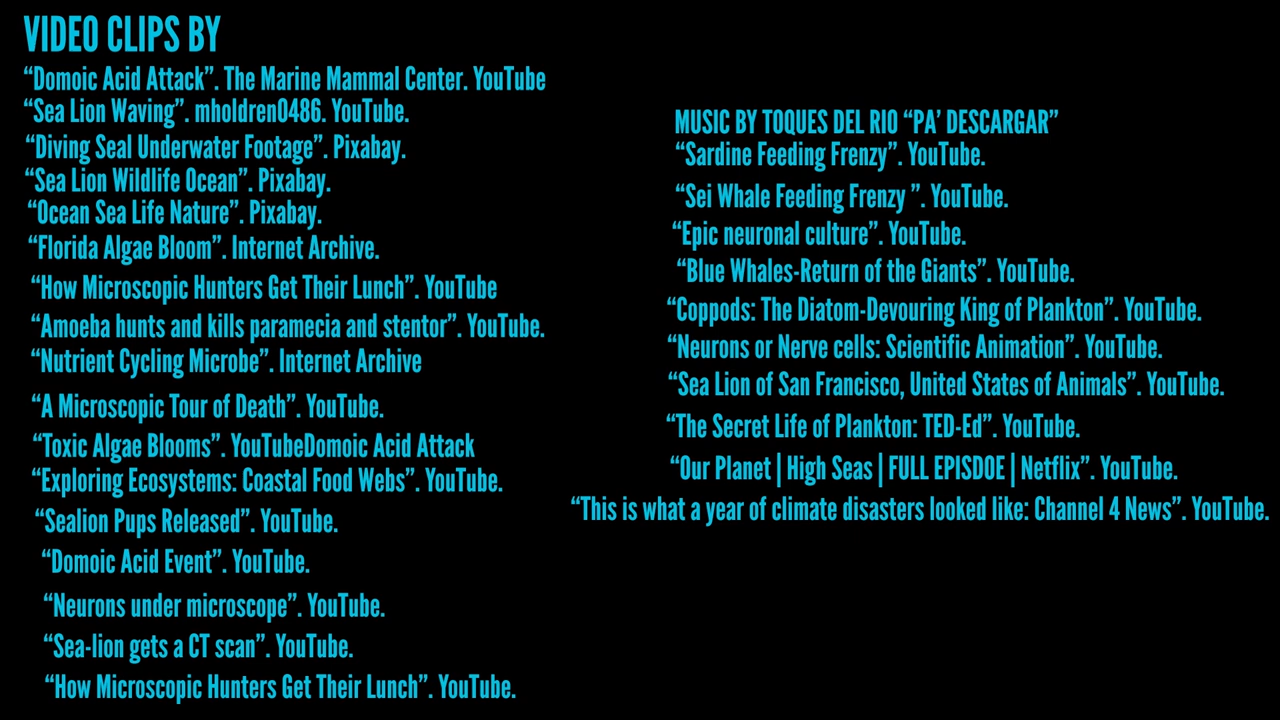 VIDEO CLIPS BY
“Domoic Acid Attack”. The Marine Mammal Center. YouTube
“Sea Lion Waving”. mholdren0486. YouTube.
“Diving Seal Underwater Footage”. Pixabay.
“Sea Lion Wildlife Ocean”. Pixabay.
“Ocean Sea Life Nature”. Pixabay.
“Florida Algae Bloom”. Internet Archive.
“How Microscopic Hunters Get Their Lunch”. YouTube
“Amoeba hunts and kills paramecia and stentor”. YouTube.
“Nutrient Cycling Microbe”. Internet Archive
“A Microscopic Tour of Death”. YouTube.
“Toxic Algae Blooms”. YouTubeDomoic Acid Attack
“Exploring Ecosystems: Coastal Food Webs”. YouTube.
“Sealion Pups Released”. YouTube.
“Domoic Acid Event”. YouTube.
“Neurons under microscope”. YouTube.
“Sea-lion gets a CT scan”. YouTube.
“How Microscopic Hunters Get Their Lunch”. YouTube.
MUSIC BY TOQUES DEL RIO “PA’ DESCARGAR”
“Sardine Feeding Frenzy”. YouTube.
“Sei Whale Feeding Frenzy ”. YouTube.
“Epic neuronal culture”. YouTube.
“Blue Whales-Return of the Giants”. YouTube.
“Coppods: The Diatom-Devouring King of Plankton”. YouTube.
“Neurons or Nerve cells: Scientific Animation”. YouTube.
“Sea Lion of San Francisco, United States of Animals”. YouTube.
“The Secret Life of Plankton: TED-Ed”. YouTube.
“Our Planet | High Seas | FULL EPISDOE | Netflix”. YouTube.
“This is what a year of climate disasters looked like: Channel 4 News”. YouTube.